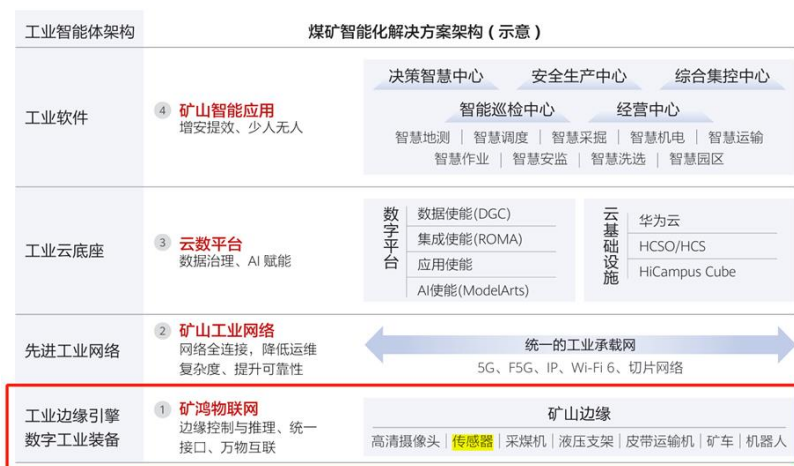 工业智能体架构
煤矿智能化解决方案架构(示意)
工业软件
4 矿山智能应用
增安提效、少人无人
决策智慧中心 安全生产中心 综合集控中心
智能巡检中心 经营中心
智慧地测 | 智慧调度 | 智慧采掘 | 智慧机电 | 智慧运输
智慧作业 | 智慧安监 | 智慧洗选 | 智慧园区
工业云底座
3 云数平台
数据治理、AI 赋能
数字平台
数据使能(DGC)
集成使能(ROMA)
应用使能
AI使能(ModelArts)
云基础设施
华为云
HCSO/HCS
HiCampus Cube
先进工业网络
2 矿山工业网络
网络全连接,降低运维
复杂度、提升可靠性
统一的工业承载网
5G、F5G、IP、Wi-Fi 6、切片网络
工业边缘引擎
数字工业装备
1 矿鸿物联网
边缘控制与推理、统一
接口、万物互联
矿山边缘
高清摄像头 | 传感器 | 采煤机 | 液压支架 | 皮带运输机 | 矿车 | 机器人